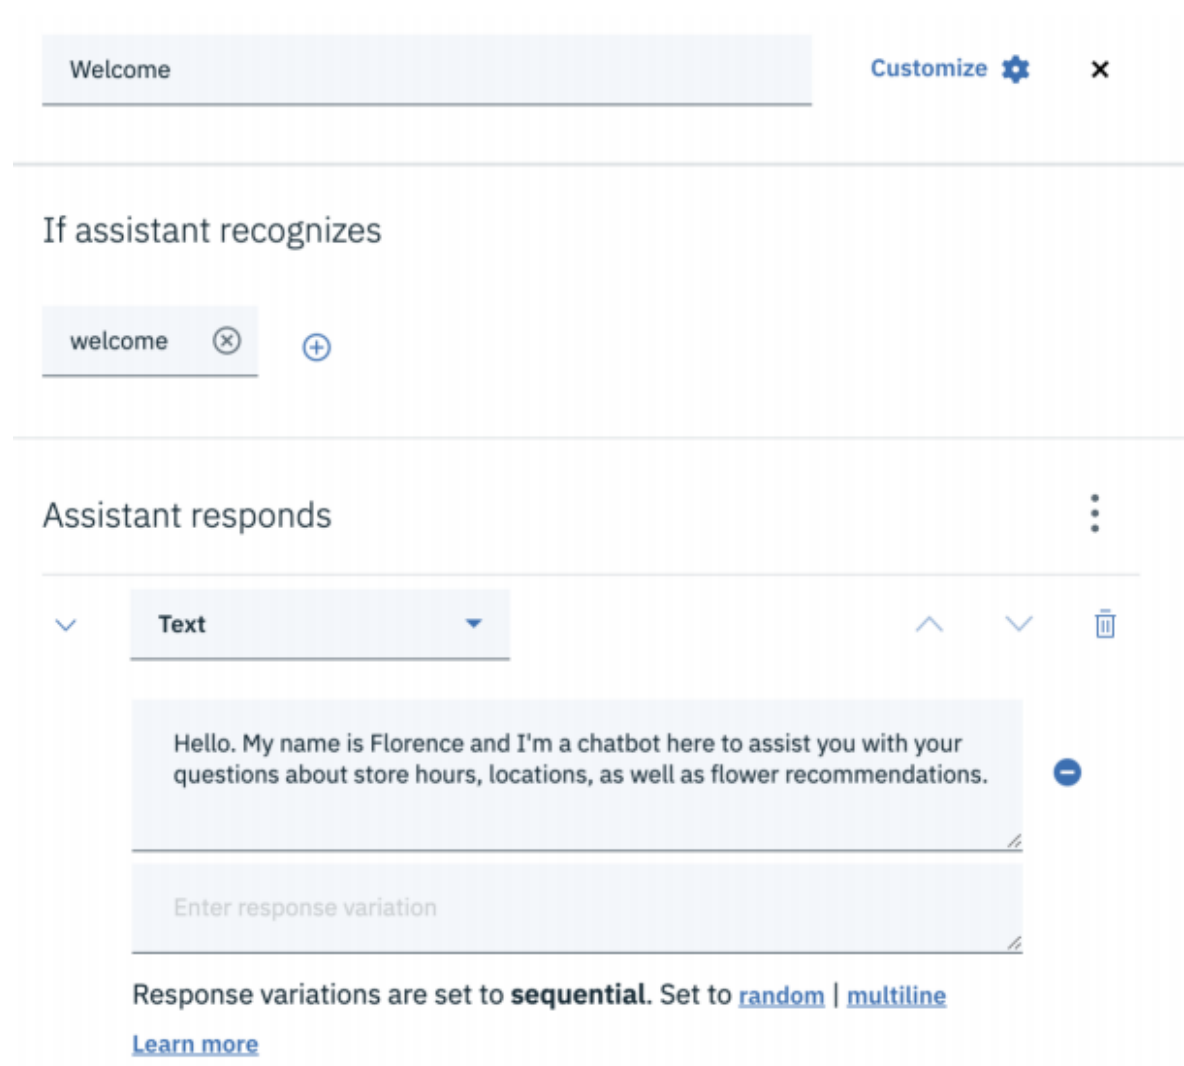 Welcome
Customize
If assistant recognizes
welcome
Assistant responds
Text
Hello. My name is Florence and I'm a chatbot here to assist you with your
questions about store hours, locations, as well as flower recommendations.
Enter response variation
Response variations are set to sequential. Set to random | multiline
Learn more